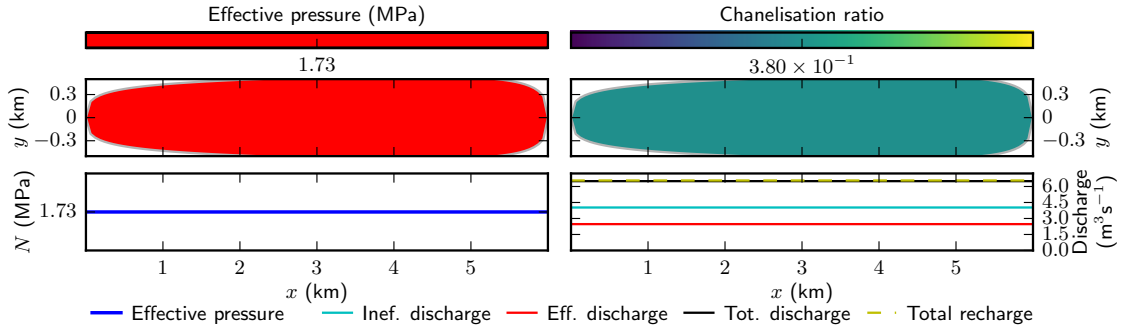 Effective pressure (MPa)
Chanelisation ratio
1.73
3.80 × 10⁻¹
0.3
0
−0.3
y (km)
0.3
0
−0.3
y (km)
N (MPa)
1.73
1 2 3 4 5
x (km)
6.0
4.5
3.0
1.5
0.0
Discharge
(m³s⁻¹)
1 2 3 4 5
x (km)
Effective pressure Inef. discharge Eff. discharge Tot. discharge Total recharge